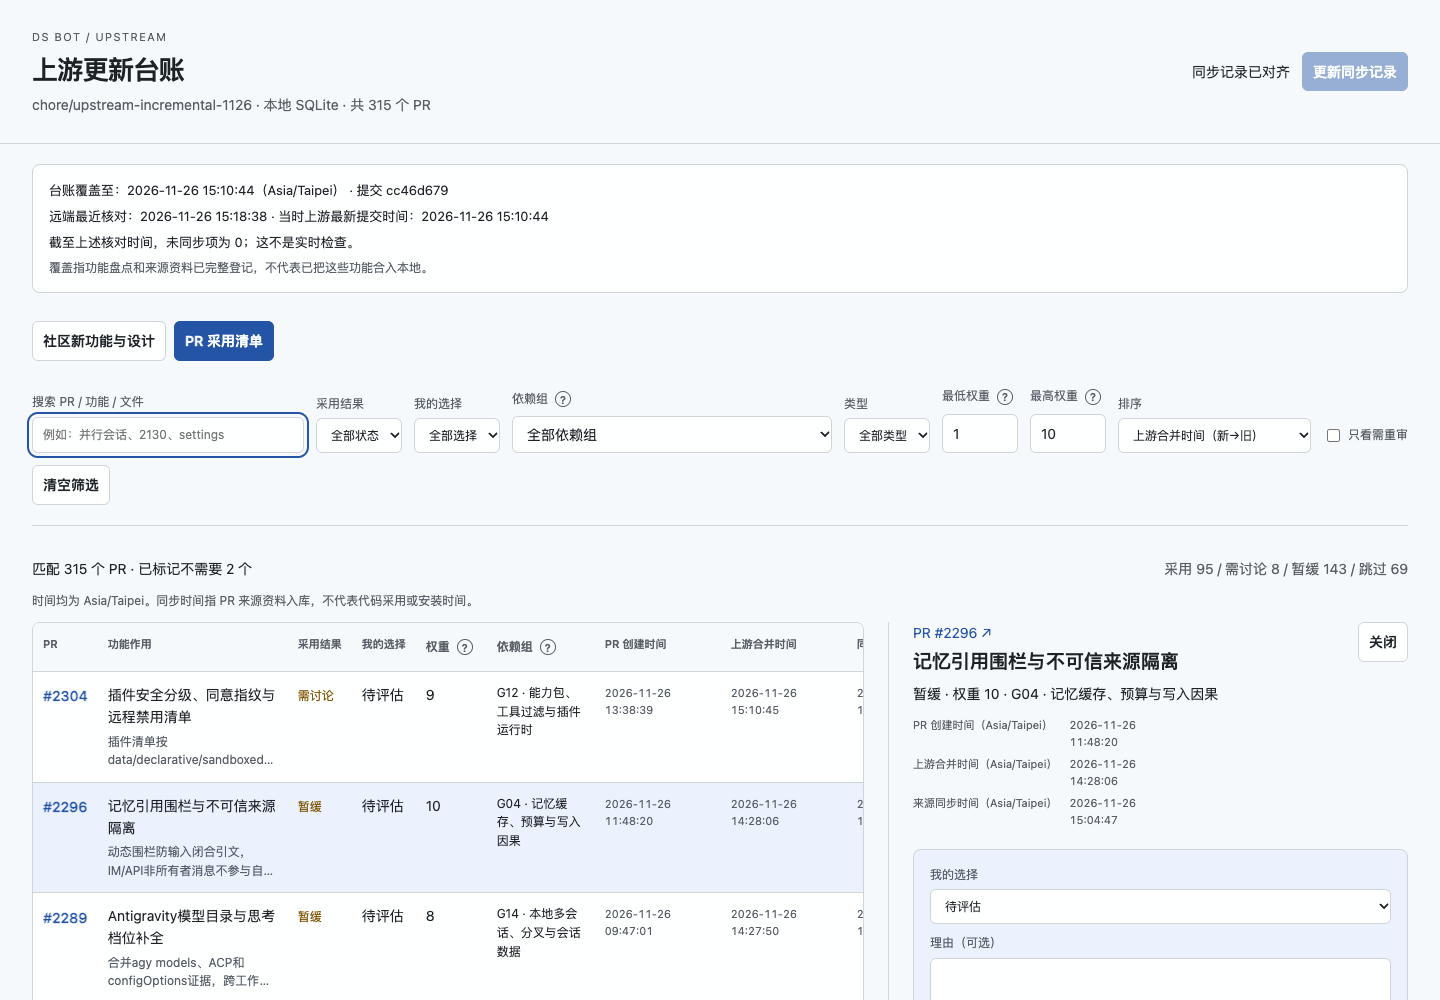 DS BOT / UPSTREAM
上游更新台账
chore/upstream-incremental-1126 · 本地 SQLite · 共 315 个 PR
同步记录已对齐
更新同步记录
台账覆盖至：2026-11-26 15:10:44（Asia/Taipei） · 提交 cc46d679
远端最近核对：2026-11-26 15:18:38 · 当时上游最新提交时间：2026-11-26 15:10:44
截至上述核对时间，未同步项为 0；这不是实时检查。
覆盖指功能盘点和来源资料已完整登记，不代表已把这些功能合入本地。
社区新功能与设计
PR 采用清单
搜索 PR / 功能 / 文件
例如：并行会话、2130、settings
采用结果
全部状态
我的选择
全部选择
依赖组 ?
全部依赖组
类型
全部类型
最低权重 ?
1
最高权重 ?
10
排序
上游合并时间（新→旧）
只看需重审
清空筛选
匹配 315 个 PR · 已标记不需要 2 个
采用 95 / 需讨论 8 / 暂缓 143 / 跳过 69
时间均为 Asia/Taipei。同步时间指 PR 来源资料入库，不代表代码采用或安装时间。
PR 功能作用 采用结果 我的选择 权重 ? 依赖组 ? PR 创建时间 上游合并时间
#2304
插件安全分级、同意指纹与
远程禁用清单
插件清单按
data/declarative/sandboxed...
需讨论
待评估
9
G12 · 能力包、
工具过滤与插件
运行时
2026-11-26
13:38:39
2026-11-26
15:10:45
2
1
#2296
记忆引用围栏与不可信来源
隔离
动态围栏防输入闭合引文，
IM/API非所有者消息不参与自...
暂缓
待评估
10
G04 · 记忆缓
存、预算与写入
因果
2026-11-26
11:48:20
2026-11-26
14:28:06
2
1
#2289
Antigravity模型目录与思考
档位补全
合并agy models、ACP和
configOptions证据，跨工作...
暂缓
待评估
8
G14 · 本地多会
话、分叉与会话
数据
2026-11-26
09:47:01
2026-11-26
14:27:50
2
1
PR #2296 ↗
关闭
记忆引用围栏与不可信来源隔离
暂缓 · 权重 10 · G04 · 记忆缓存、预算与写入因果
PR 创建时间（Asia/Taipei）
2026-11-26
11:48:20
上游合并时间（Asia/Taipei）
2026-11-26
14:28:06
来源同步时间（Asia/Taipei）
2026-11-26
15:04:47
我的选择
待评估
理由（可选）